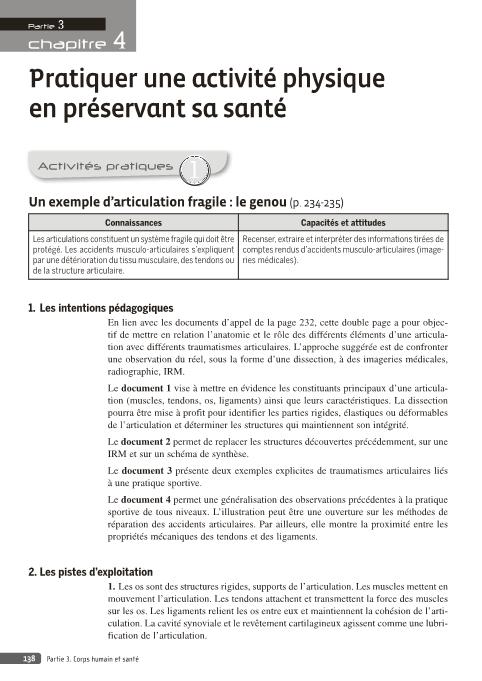 Partie 3
chapitre 4
Pratiquer une activité physique
en préservant sa santé
Activités pratiques 1
Un exemple d'articulation fragile : le genou (p. 234-235)
Connaissances
Capacités et attitudes
Les articulations constituent un système fragile qui doit être
protégé. Les accidents musculo-articulaires s'expliquent
par une détérioration du tissu musculaire, des tendons ou
de la structure articulaire.
Recenser, extraire et interpréter des informations tirées de
comptes rendus d'accidents musculo-articulaires (image-
ries médicales).
1. Les intentions pédagogiques
En lien avec les documents d'appel de la page 232, cette double page a pour objec-
tif de mettre en relation l'anatomie et le rôle des différents éléments d'une articula-
tion avec différents traumatismes articulaires. L'approche suggérée est de confronter
une observation du réel, sous la forme d'une dissection, à des imageries médicales,
radiographie, IRM.
Le document 1 vise à mettre en évidence les constituants principaux d'une articula-
tion (muscles, tendons, os, ligaments) ainsi que leurs caractéristiques. La dissection
pourra être mise à profit pour identifier les parties rigides, élastiques ou déformables
de l'articulation et déterminer les structures qui maintiennent son intégrité.
Le document 2 permet de replacer les structures découvertes précédemment, sur une
IRM et sur un schéma de synthèse.
Le document 3 présente deux exemples explicites de traumatismes articulaires liés
à une pratique sportive.
Le document 4 permet une généralisation des observations précédentes à la pratique
sportive de tous niveaux. L'illustration peut être une ouverture sur les méthodes de
réparation des accidents articulaires. Par ailleurs, elle montre la proximité entre les
propriétés mécaniques des tendons et des ligaments.
2. Les pistes d'exploitation
1. Les os sont des structures rigides, supports de l'articulation. Les muscles mettent en
mouvement l'articulation. Les tendons attachent et transmettent la force des muscles
sur les os. Les ligaments relient les os entre eux et maintiennent la cohésion de l'arti-
culation. La cavité synoviale et le revêtement cartilagineux agissent comme une lubri-
fication de l'articulation.
138 Partie 3. Corps humain et santé